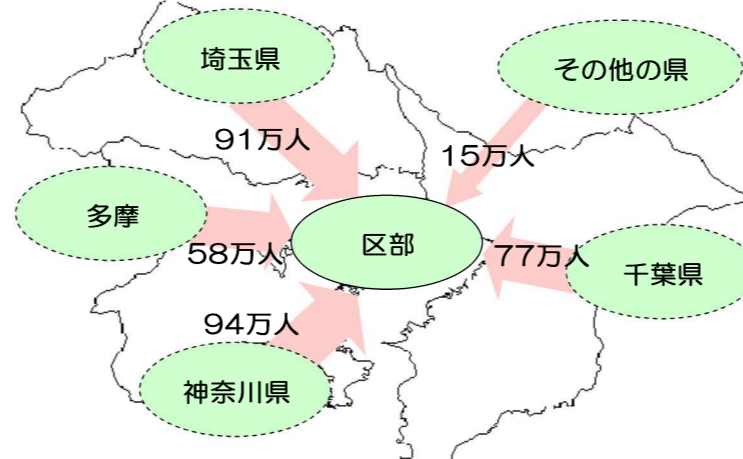 埼玉県
その他の県
91万人
15万人
多摩
区部
58万人
77万人
千葉県
94万人
神奈川県